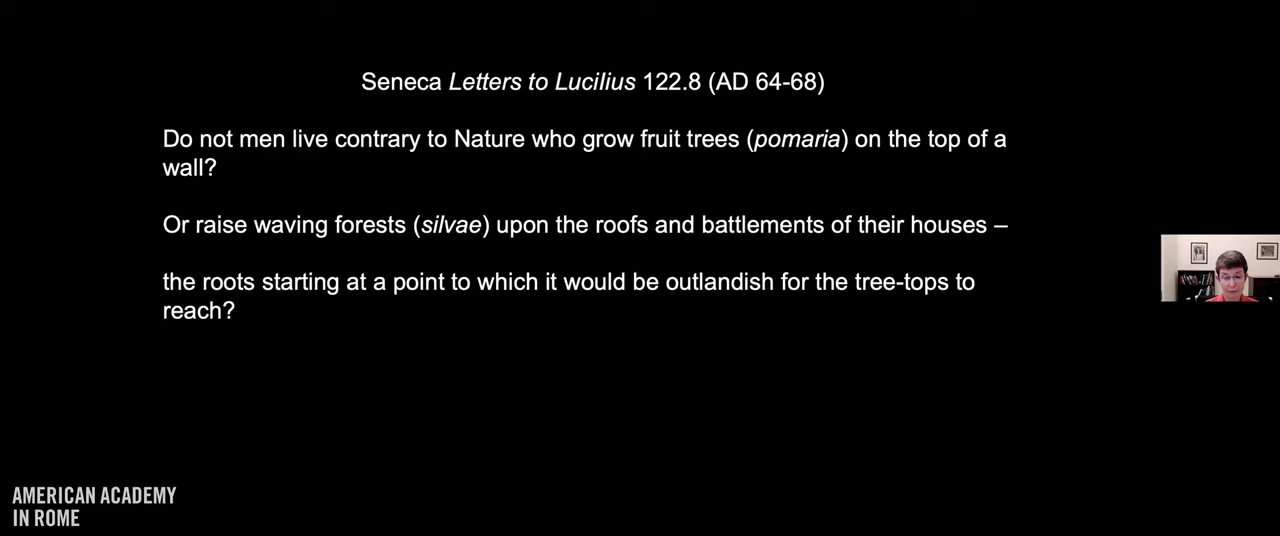 Seneca Letters to Lucilius 122.8 (AD 64-68)
Do not men live contrary to Nature who grow fruit trees (pomaria) on the top of a
wall?
Or raise waving forests (silvae) upon the roofs and battlements of their houses –
the roots starting at a point to which it would be outlandish for the tree-tops to
reach?
AMERICAN ACADEMY
IN ROME